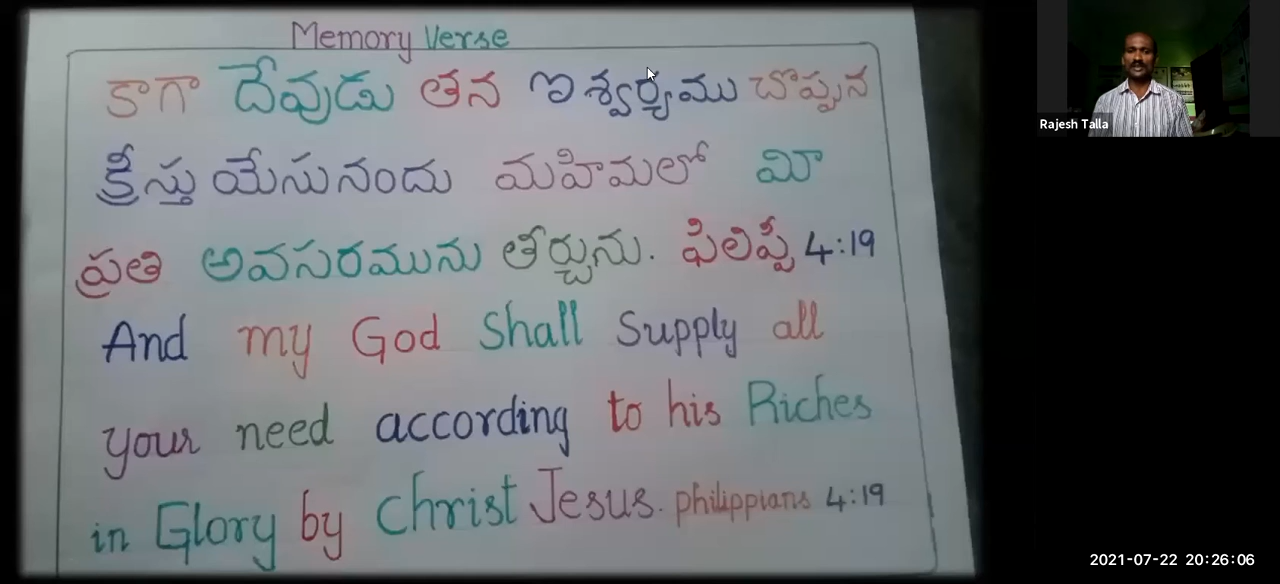 Memory Verse
కాగా దేవుడు తన ఐశ్వర్యము చొప్పున
క్రీస్తు యేసునందు మహిమలో మీ
ప్రతి అవసరమును తీర్చును. ఫిలిప్పీ 4:19
And my God Shall Supply all
your need according to his Riches
in Glory by Christ Jesus. philippians 4:19
Rajesh Talla
2021-07-22 20:26:06